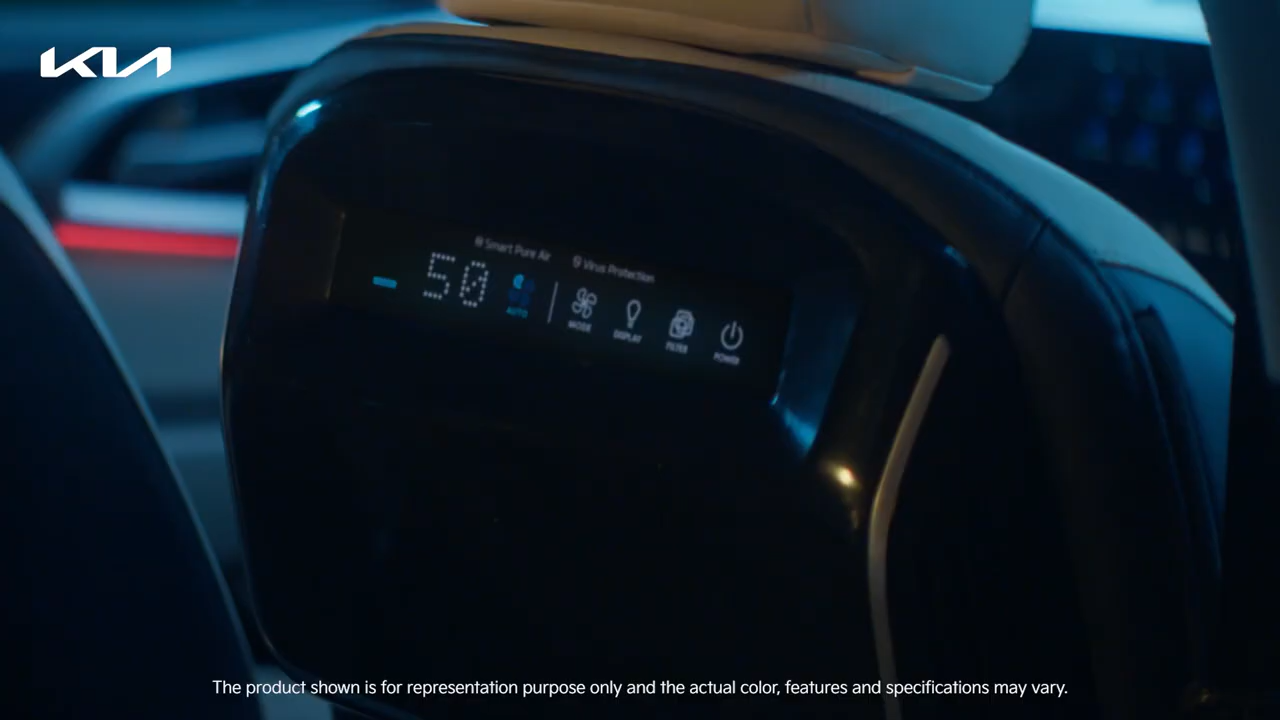 KIA
Smart Pure Air
Virus Protection
50
AUTO
MODE
DISPLAY
FILTER
POWER
The product shown is for representation purpose only and the actual color, features and specifications may vary.